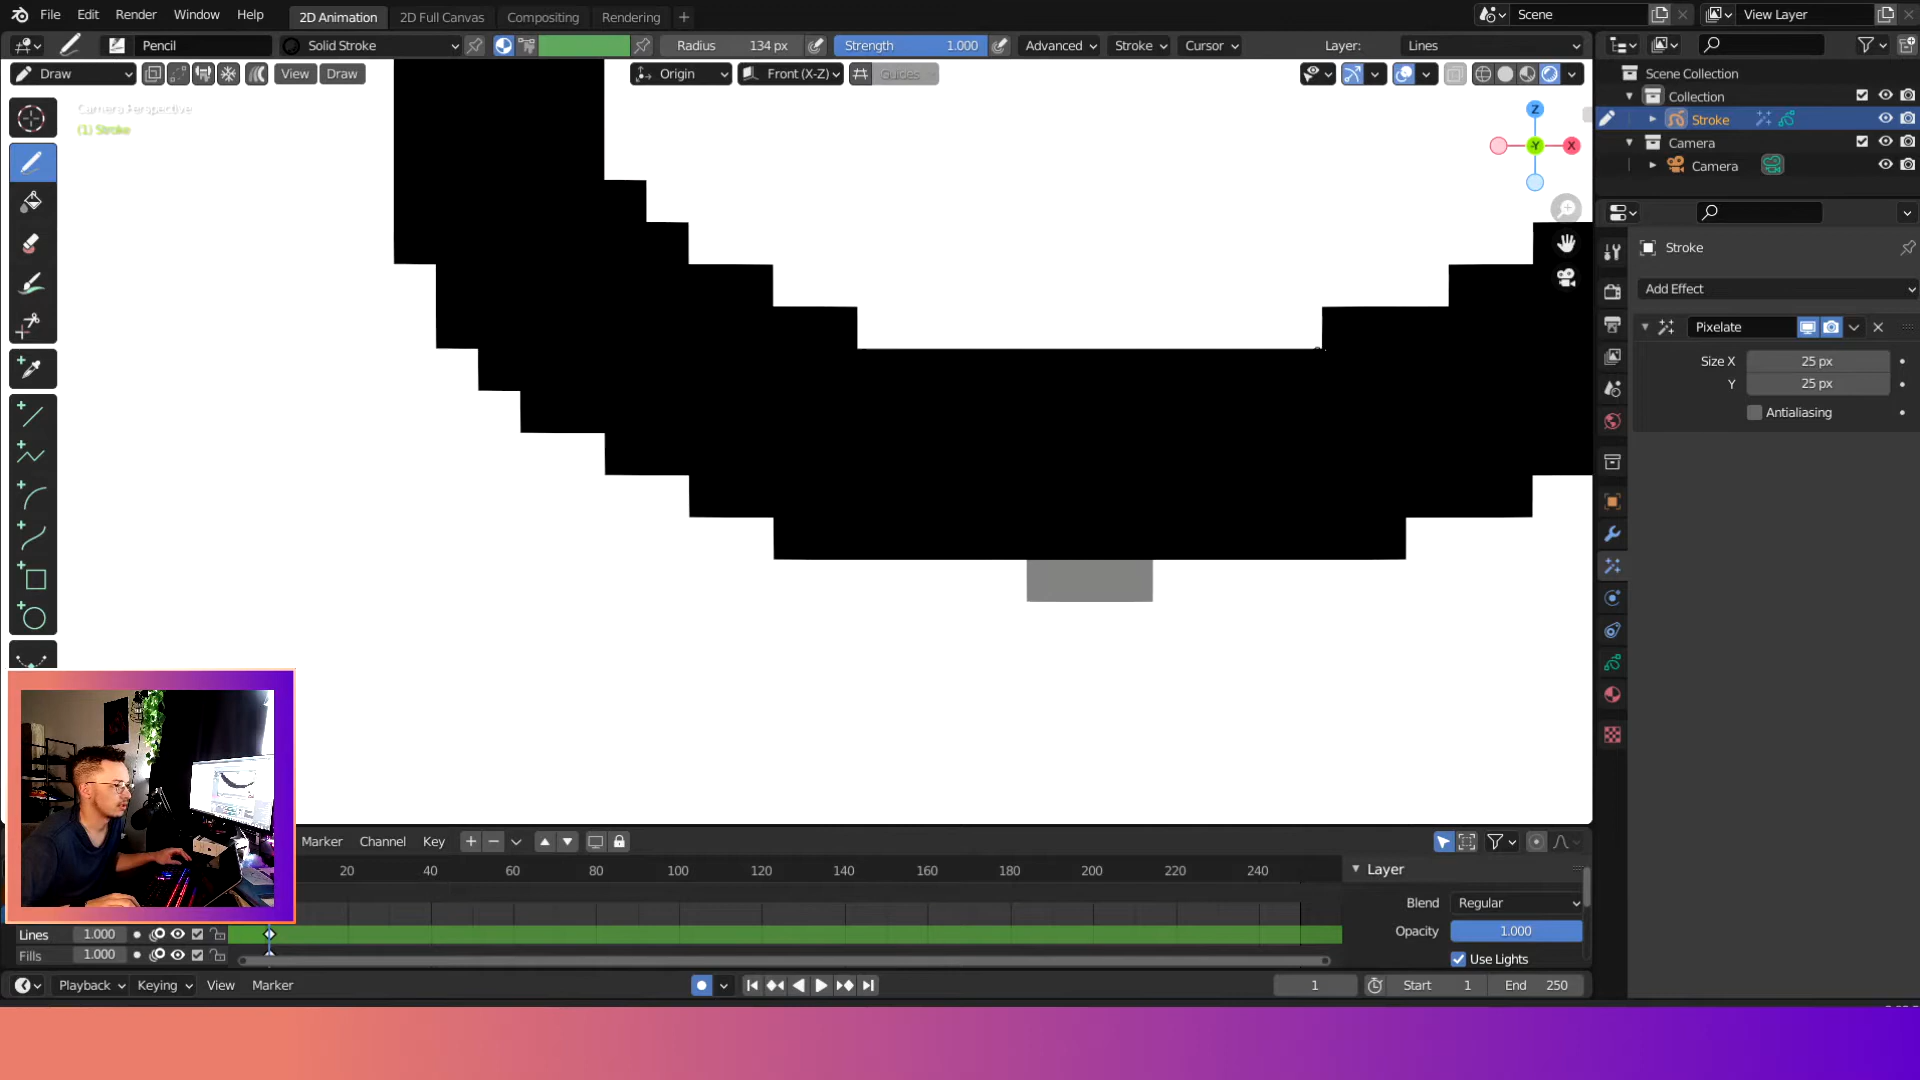 File Edit Render Window Help 2D Animation 2D Full Canvas Compositing Rendering + Scene View Layer
Pencil Solid Stroke Radius 134 px Strength 1.000 Advanced Stroke Cursor Layer: Lines
Draw View Draw Origin Front (X-Z) Guides
Scene Collection
Collection
Stroke
Camera
Camera
Camera Perspective
(1) Stroke
Z
-Y
X
Stroke
Add Effect
Pixelate
Size X 25 px
Y 25 px
Antialiasing
Marker Channel Key
20 40 60 80 100 120 140 160 180 200 220 240
Layer
Blend Regular
Opacity 1.000
Use Lights
Lines 1.000
Fills 1.000
Playback Keying View Marker 1 Start 1 End 250